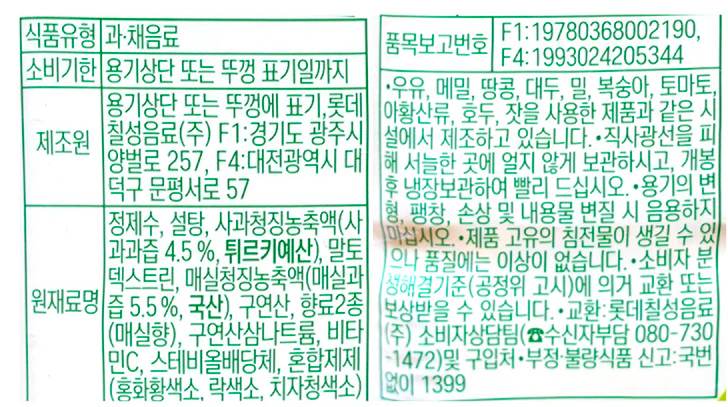 식품유형 과·채음료
소비기한 용기상단 또는 뚜껑 표기일까지
제조원
용기상단 또는 뚜껑에 표기,롯데
칠성음료(주) F1:경기도 광주시
양벌로 257, F4:대전광역시 대
덕구 문평서로 57
원재료명
정제수, 설탕, 사과청징농축액(사
과과즙 4.5%, 튀르키예산), 말토
덱스트린, 매실청징농축액(매실과
즙 5.5%, 국산), 구연산, 향료2종
(매실향), 구연산삼나트륨, 비타
민C, 스테비올배당체, 혼합제제
(홍화황색소, 락색소, 치자청색소)
품목보고번호
F1:19780368002190,
F4:1993024205344
•우유, 메밀, 땅콩, 대두, 밀, 복숭아, 토마토,
아황산류, 호두, 잣을 사용한 제품과 같은 시
설에서 제조하고 있습니다.•직사광선을 피
해 서늘한 곳에 얼지 않게 보관하시고, 개봉
후 냉장보관하여 빨리 드십시오.•용기의 변
형, 팽창, 손상 및 내용물 변질 시 음용하지
마십시오.•제품 고유의 침전물이 생길 수 있
으나 품질에는 이상이 없습니다.•소비자 분
쟁해결기준(공정위 고시)에 의거 교환 또는
보상받을 수 있습니다.•교환:롯데칠성음료
(주) 소비자상담팀(☎수신자부담 080-730
-1472)및 구입처•부정·불량식품 신고:국번
없이 1399